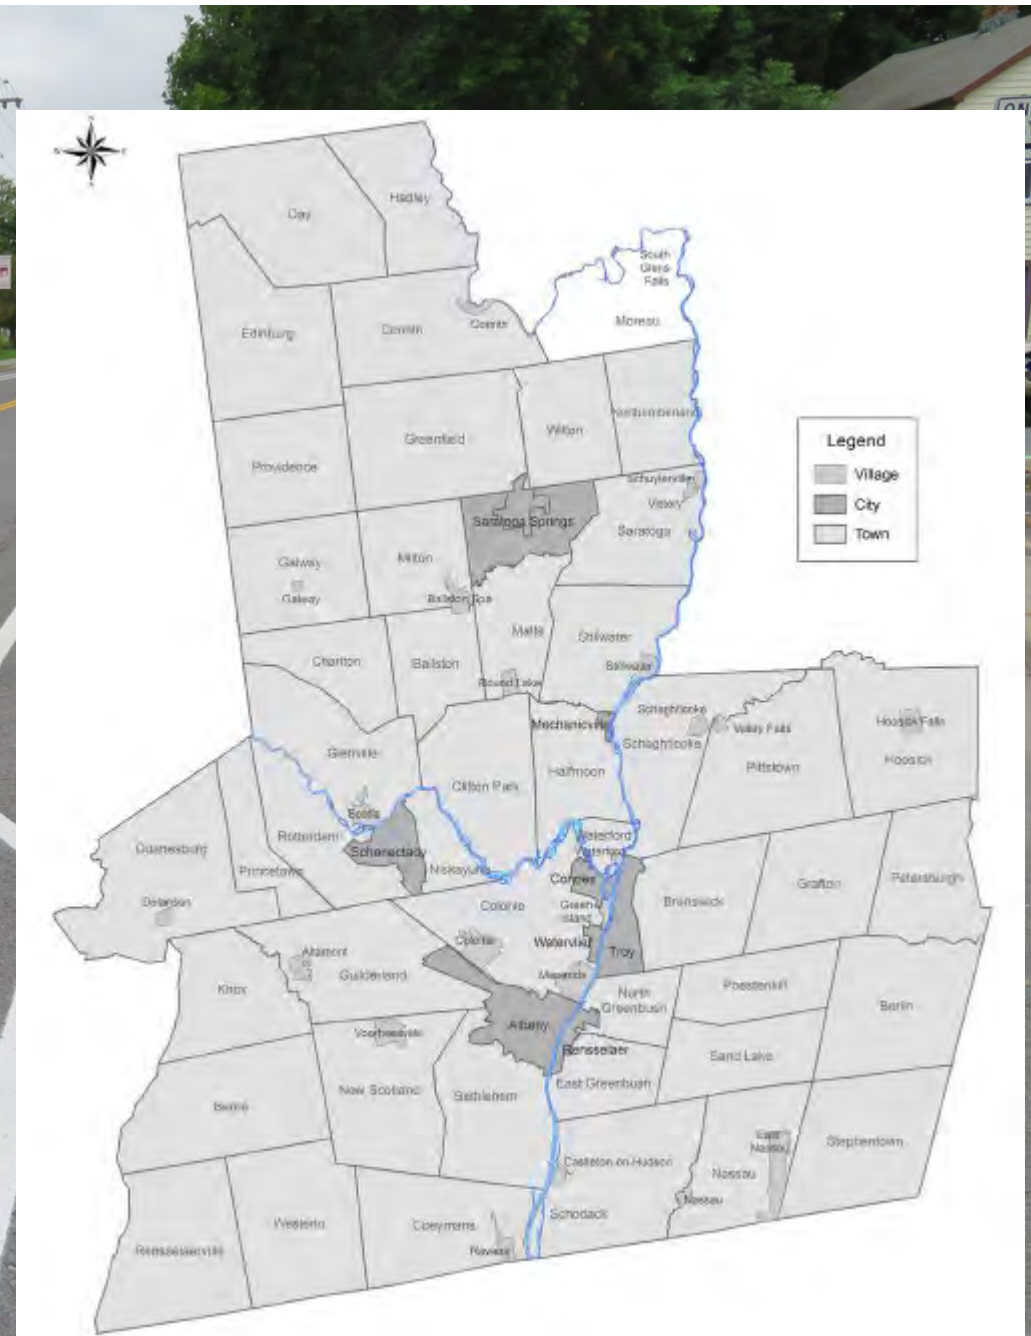 ON
N
Day
Hadley
South
Glens
Falls
Moreau
Edinburg
Corinth
Corinth
Northumberland
Wilton
Greenfield
Legend
Village
City
Town
Providence
Schuylerville
Victory
Saratoga Springs
Saratoga
Galway
Milton
Galway
Ballston Spa
Malta
Stillwater
Charlton
Ballston
Stillwater
Round Lake
Mechanicville
Schaghticoke
Valley Falls
Hoosick Falls
Schaghticoke
Glenville
Hoosick
Pittstown
Halfmoon
Clifton Park
Scotia
Rotterdam
Waterford
Waterford
Duanesburg
Schenectady
Niskayuna
Princetown
Cohoes
Petersburgh
Grafton
Delanson
Colonie
Green
Island
Brunswick
Colonie
Watervliet
Troy
Altamont
Guilderland
Menands
Knox
North
Greenbush
Poestenkill
Berlin
Voorheesville
Albany
Rensselaer
Sand Lake
New Scotland
Bethlehem
East Greenbush
Berne
East
Nassau
Stephentown
Castleton-on-Hudson
Nassau
Nassau
Westerlo
Coeymans
Schodack
Rensselaerville
Ravena